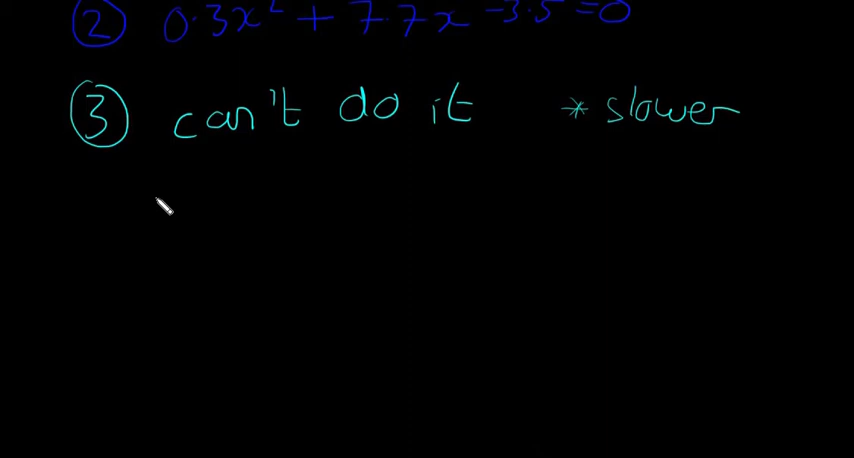 ② 0.3x² + 7.7x -3.5 = 0
③ can't do it * slower